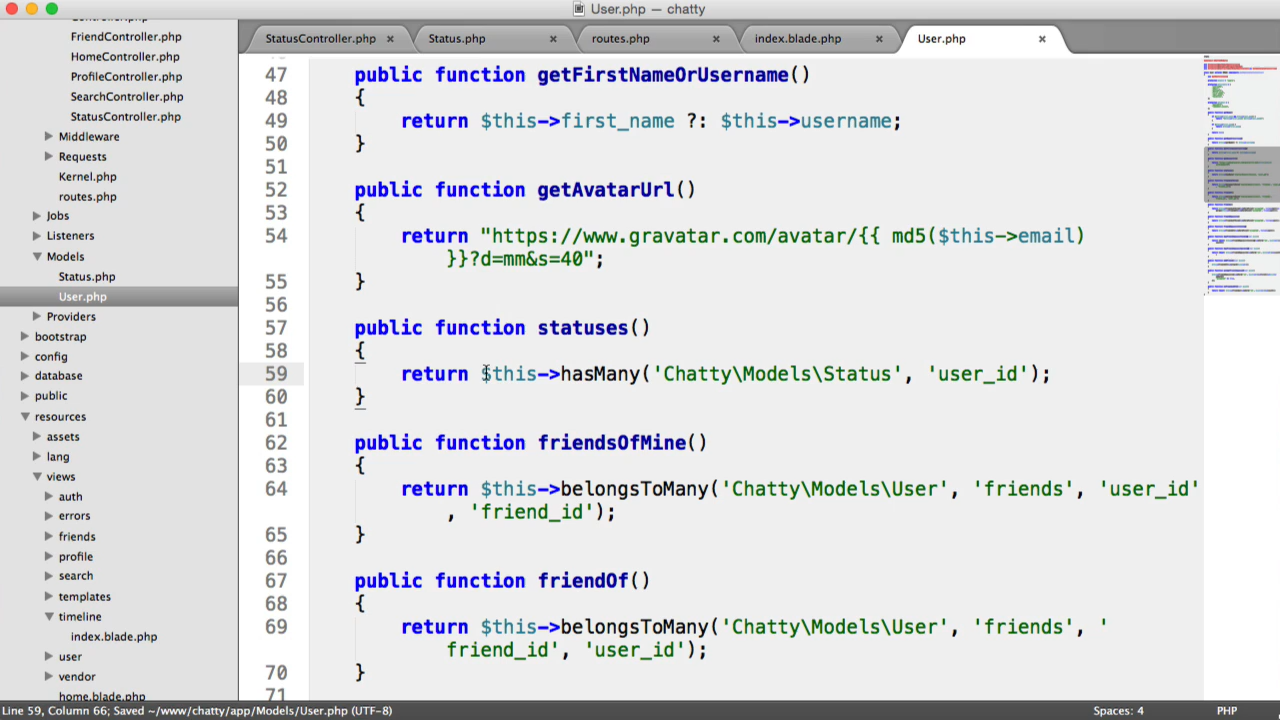 User.php — chatty
StatusController.php
Status.php
routes.php
index.blade.php
User.php
FriendController.php
HomeController.php
ProfileController.php
SearchController.php
StatusController.php
Middleware
Requests
Kernel.php
routes.php
Jobs
Listeners
Models
Status.php
User.php
Providers
bootstrap
config
database
public
resources
assets
lang
views
auth
errors
friends
profile
search
templates
timeline
index.blade.php
user
vendor
home.blade.php
47 public function getFirstNameOrUsername()
48 {
49 return $this->first_name ?: $this->username;
50 }
51
52 public function getAvatarUrl()
53 {
54 return "https://www.gravatar.com/avatar/{{ md5($this->email)
}}?d=mm&s=40";
55 }
56
57 public function statuses()
58 {
59 return $this->hasMany('Chatty\Models\Status', 'user_id');
60 }
61
62 public function friendsOfMine()
63 {
64 return $this->belongsToMany('Chatty\Models\User', 'friends', 'user_id'
, 'friend_id');
65 }
66
67 public function friendOf()
68 {
69 return $this->belongsToMany('Chatty\Models\User', 'friends', '
friend_id', 'user_id');
70 }
71
Line 59, Column 66; Saved ~/www/chatty/app/Models/User.php (UTF-8)
Spaces: 4
PHP